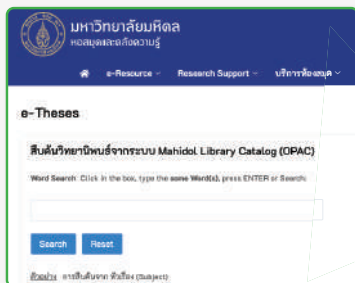 มหาวิทยาลัยมหิดล
หอสมุดและคลังความรู้
e-Resource Research Support บริการห้องสมุด
e-Theses
สืบค้นวิทยานิพนธ์จากระบบ Mahidol Library Catalog (OPAC)
Word Search: Click in the box, type the some Word(s), press ENTER or Search:
Search Reset
ตัวอย่าง การสืบค้นจาก หัวเรื่อง (Subject)